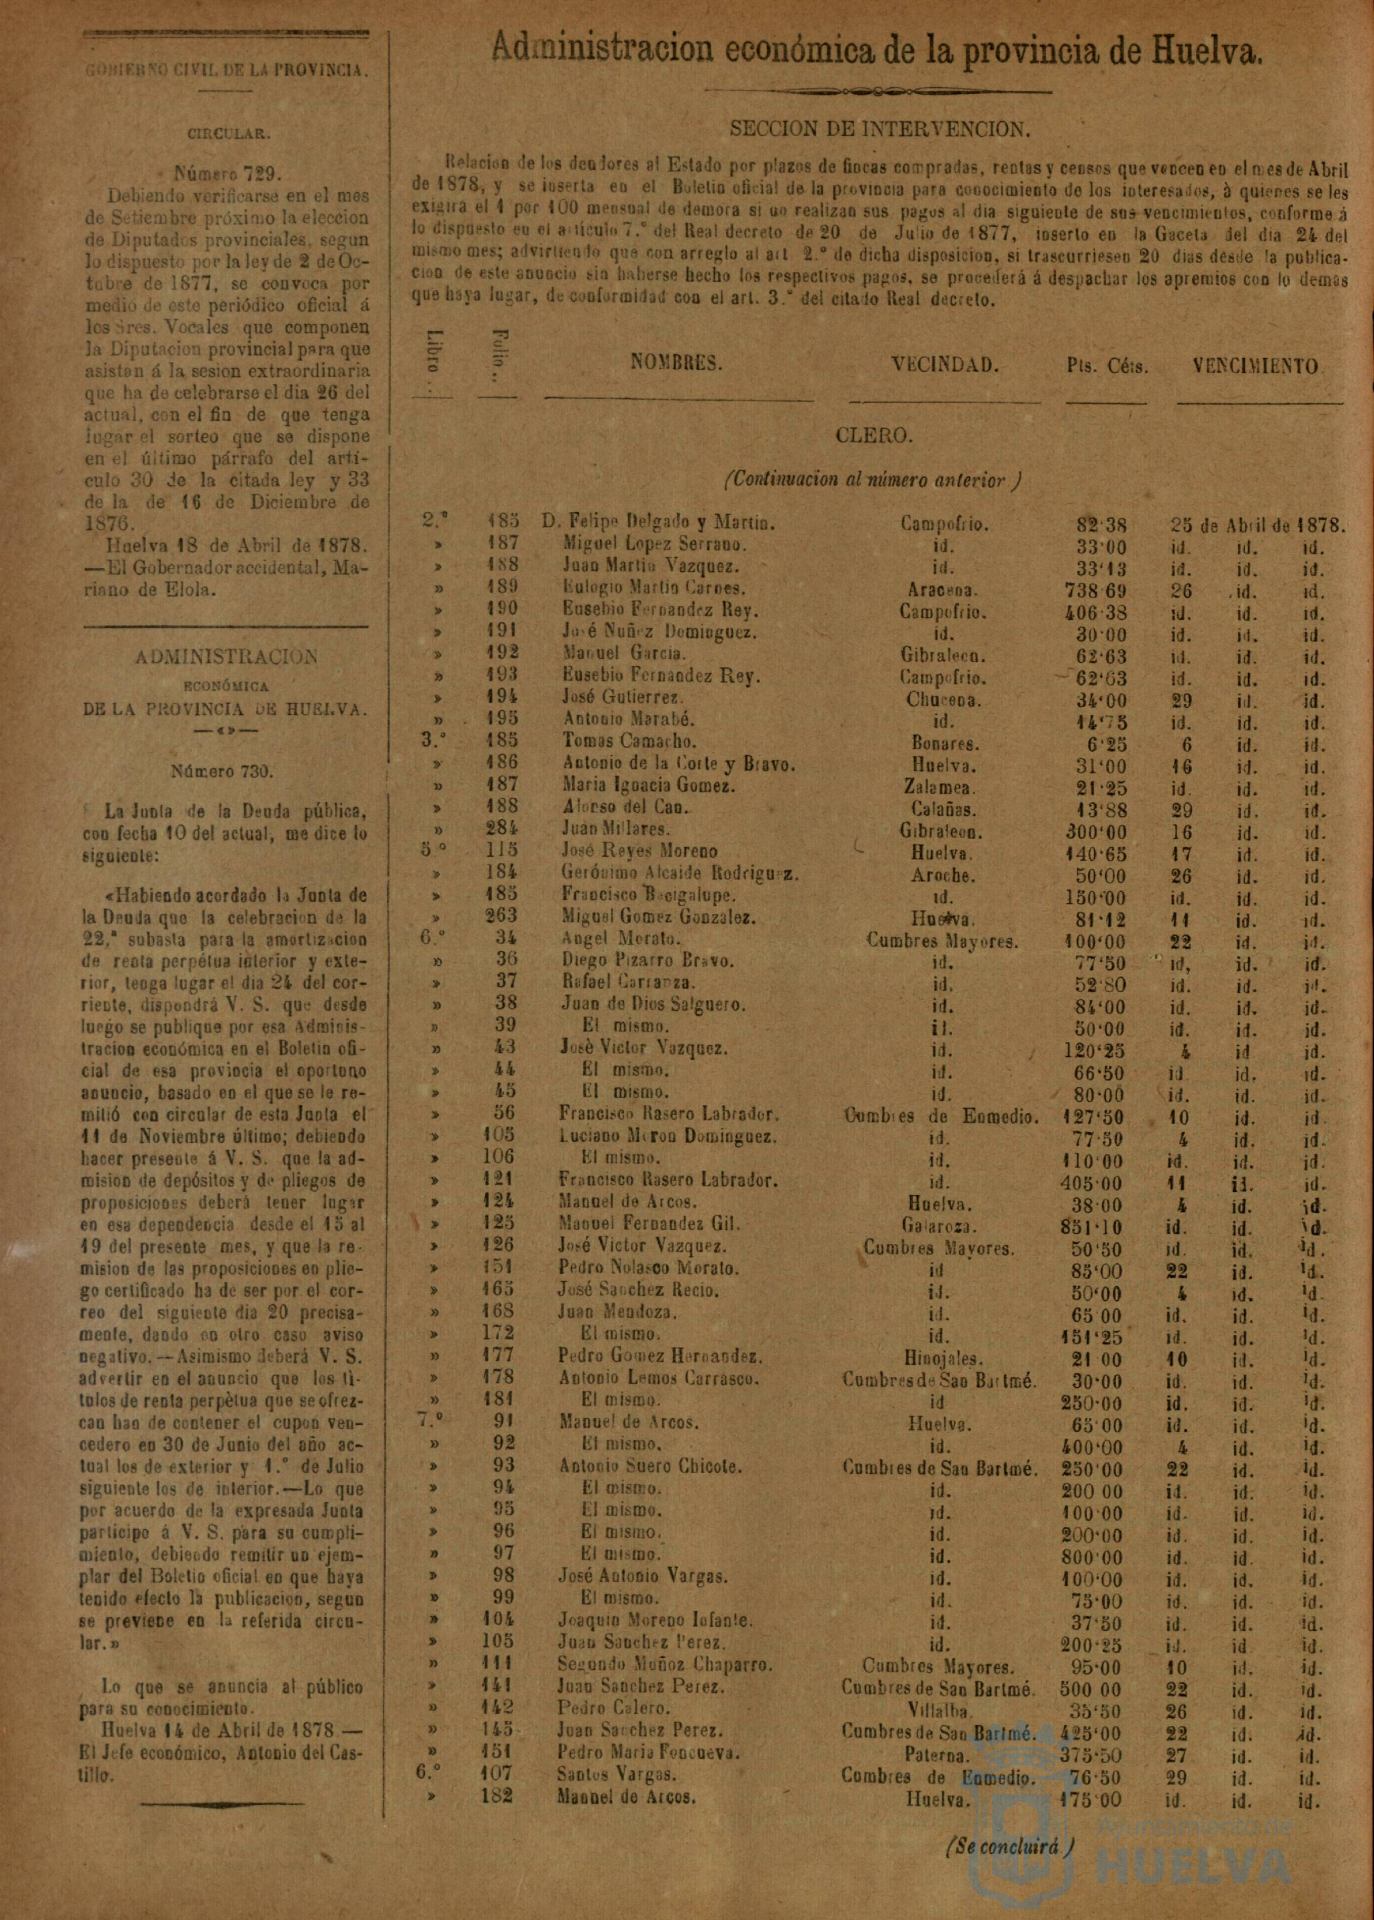 GOBIERNO CIVIL DE LA PROVINCIA.
CIRCULAR.
Número 729.
Debiendo verificarse en el mes
de Setiembre próximo la eleccion
de Diputados provinciales, segun
lo dispuesto por la ley de 2 de Oc-
tubre de 1877, se convoca por
medio de este periódico oficial á
los Sres. Vocales que componen
la Diputacion provincial para que
asistan á la sesion extraordinaria
que ha de celebrarse el dia 26 del
actual, con el fin de que tenga
lugar el sorteo que se dispone
en el último párrafo del artí-
culo 30 de la citada ley y 33
de la de 16 de Diciembre de
1876.
Huelva 18 de Abril de 1878.
—El Gobernador accidental, Ma-
riano de Elola.
ADMINISTRACION
ECONÓMICA
DE LA PROVINCIA DE HUELVA.
Número 730.
La Junta de la Deuda pública,
con fecha 10 del actual, me dice lo
siguiente:
«Habiendo acordado la Junta de
la Deuda que la celebracion de la
22,ª subasta para la amortizacion
de renta perpétua interior y exte-
rior, tenga lugar el dia 24 del cor-
riente, dispondrá V. S. que desde
luego se publique por esa Adminis-
tracion económica en el Boletin ofi-
cial de esa provincia el oportuno
anuncio, basado en el que se le re-
mitió con circular de esta Junta el
11 de Noviembre último; debiendo
hacer presente á V. S. que la ad-
mision de depósitos y de pliegos de
proposiciones deberá tener lugar
en esa dependencia desde el 15 al
19 del presente mes, y que la re-
mision de las proposiciones en plie-
go certificado ha de ser por el cor-
reo del siguiente dia 20 precisa-
mente, dando en otro caso aviso
negativo.—Asimismo deberá V. S.
advertir en el anuncio que los tí-
tulos de renta perpètua que se ofrez-
can han de contener el cupon ven-
cedero en 30 de Junio del año ac-
tual los de exterior y 1.º de Julio
siguiente los de interior.—Lo que
por acuerdo de la expresada Junta
participo á V. S. para su cumpli-
miento, debiendo remitir un ejem-
plar del Boletin oficial en que haya
tenido efecto la publicacion, segun
se previene en la referida circu-
lar.»
Lo que se anuncia al público
para su conocimiento.
Huelva 14 de Abril de 1878.—
El Jefe económico, Antonio del Cas-
tillo.
Administracion económica de la provincia de Huelva.
SECCION DE INTERVENCION.
Relacion de los deudores al Estado por plazos de fincas compradas, rentas y censos que vencen en el mes de Abril
de 1878, y se inserta en el Boletin oficial de la provincia para conocimiento de los interesados, à quienes se les
exigirá el 1 por 100 mensual de demora si no realizan sus pagos al dia siguiente de sus vencimientos, conforme á
lo dispuesto en el artículo 7.º del Real decreto de 20 de Julio de 1877, inserto en la Gaceta del dia 24 del
mismo mes; advirtiendo que con arreglo al art 2.º de dicha disposicion, si trascurriesen 20 dias desde la publica-
cion de este anuncio sin haberse hecho los respectivos pagos, se procederá á despachar los apremios con lo demas
que haya lugar, de conformidad con el art. 3.º del citado Real decreto.
Libro.. Folio.. NOMBRES. VECINDAD. Pts. Céts. VENCIMIENTO
CLERO.
(Continuacion al número anterior)
2.º 185 D. Felipe Delgado y Martin. Campofrio. 82·38 25 de Abril de 1878.
» 187 Miguel Lopez Serrano. id. 33·00 id. id. id.
» 188 Juan Martin Vazquez. id. 33'13 id. id. id.
» 189 Eulogio Martin Carnes. Aracena. 738·69 26 id. id.
» 190 Eusebio Fernandez Rey. Campofrio. 406·38 id. id. id.
» 191 José Nuñez Dominguez. id. 30·00 id. id. id.
» 192 Manuel Garcia. Gibraleon. 62·63 id. id. id.
» 193 Eusebio Fernandez Rey. Campofrio. 62'63 id. id. id.
» 194 José Gutierrez. Chucena. 34'00 29 id. id.
» 195 Antonio Marabé. id. 14'75 id. id. id.
3.º 185 Tomas Camacho. Bonares. 6'25 6 id. id.
» 186 Antonio de la Corte y Bravo. Huelva. 31'00 16 id. id.
» 187 Maria Ignacia Gomez. Zalamea. 21·25 id. id. id.
» 188 Alonso del Can. Calañas. 13'88 29 id. id.
» 284 Juan Millares. Gibraleon. 300'00 16 id. id.
5º 115 José Reyes Moreno Huelva. 140·65 17 id. id.
» 184 Gerónimo Alcaide Rodriguez. Aroche. 50'00 26 id. id.
» 185 Francisco Bacigalupe. id. 150'00 id. id. id.
» 263 Miguel Gomez Gonzalez. Huelva. 81·12 11 id. id.
6.º 34 Angel Morato. Cumbres Mayores. 100'00 22 id. id.
» 36 Diego Pizarro Bravo. id. 77'50 id, id. id.
» 37 Rafael Carranza. id. 52·80 id. id. id.
» 38 Juan de Dios Salguero. id. 84'00 id. id. id.
» 39 El mismo. id. 50'00 id. id. id.
» 43 Josè Victor Vazquez. id. 120'25 4 id id.
» 44 El mismo. id. 66'50 id id. id.
» 45 El mismo. id. 80·00 id. id. id.
» 56 Francisco Rasero Labrador. Cumbres de Enmedio. 127'50 10 id. id.
» 105 Luciano Moron Dominguez. id. 77·50 4 id. id.
» 106 El mismo. id. 110·00 id. id. id.
» 121 Francisco Rasero Labrador. id. 405·00 11 id. id.
» 124 Manuel de Arcos. Huelva. 38·00 4 id. id.
» 125 Manuel Fernandez Gil. Galaroza. 851·10 id. id. id.
» 126 José Victor Vazquez. Cumbres Mayores. 50'50 id. id. id.
» 151 Pedro Nolasco Morato. id 85'00 22 id. id.
» 165 José Sanchez Recio. id. 50'00 4 id. id.
» 168 Juan Mendoza. id. 65 00 id. id. id.
» 172 El mismo. id. 151'25 id. id. id.
» 177 Pedro Gomez Hernandez. Hinojales. 21 00 10 id. id.
» 178 Antonio Lemos Carrasco. Cumbres de San Bartmé. 30·00 id. id. id.
» 181 El mismo. id 250·00 id. id. id.
7.º 91 Manuel de Arcos. Huelva. 65'00 id. id. id.
» 92 El mismo. id. 400'00 4 id. id.
» 93 Antonio Suero Chicote. Cumbres de San Bartmé. 250'00 22 id. id.
» 94 El mismo. id. 200 00 id. id. id.
» 95 El mismo. id. 100'00 id. id. id.
» 96 El mismo. id. 200'00 id. id. id.
» 97 El mismo. id. 800'00 id. id. id.
» 98 José Antonio Vargas. id. 100'00 id. id. id.
» 99 El mismo. id. 75·00 id. id. id.
» 104 Joaquin Moreno Infante. id. 37'50 id. id. id.
» 105 Juan Sanchez Perez. id. 200'25 id. id id.
» 111 Segundo Muñoz Chaparro. Cumbres Mayores. 95·00 10 id. id.
» 141 Juan Sanchez Perez. Cumbres de San Bartmé. 500 00 22 id. id.
» 142 Pedro Calero. Villalba. 35'50 26 id. id.
» 145 Juan Sanchez Perez. Cumbres de San Bartmé. 425'00 22 id. id.
» 151 Pedro Maria Foncueva. Paterna. 375·50 27 id. id.
6.º 107 Santos Vargas. Cumbres de Enmedio. 76'50 29 id. id.
» 182 Manuel de Arcos. Huelva. 175'00 id. id. id.
(Se concluirá)
Ayuntamiento de
HUELVA